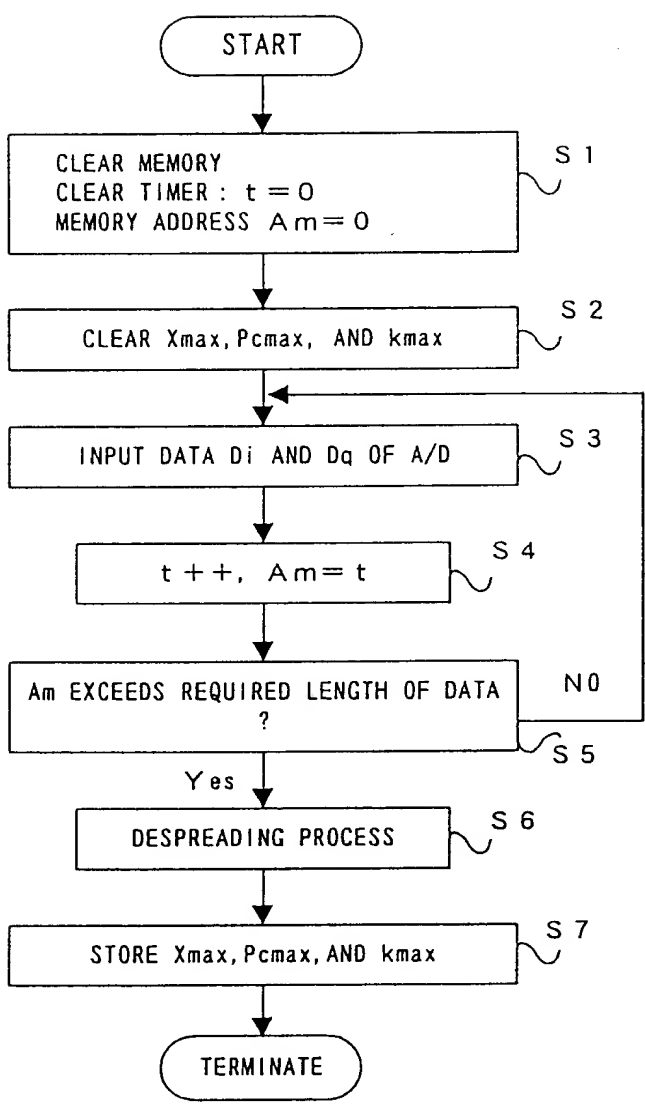 START
CLEAR MEMORY
CLEAR TIMER : t = 0
MEMORY ADDRESS Am = 0
S 1
CLEAR Xmax, Pcmax, AND kmax
S 2
INPUT DATA Di AND Dq OF A/D
S 3
t + +, Am = t
S 4
Am EXCEEDS REQUIRED LENGTH OF DATA
?
NO
S 5
Yes
DESPREADING PROCESS
S 6
STORE Xmax, Pcmax, AND kmax
S 7
TERMINATE